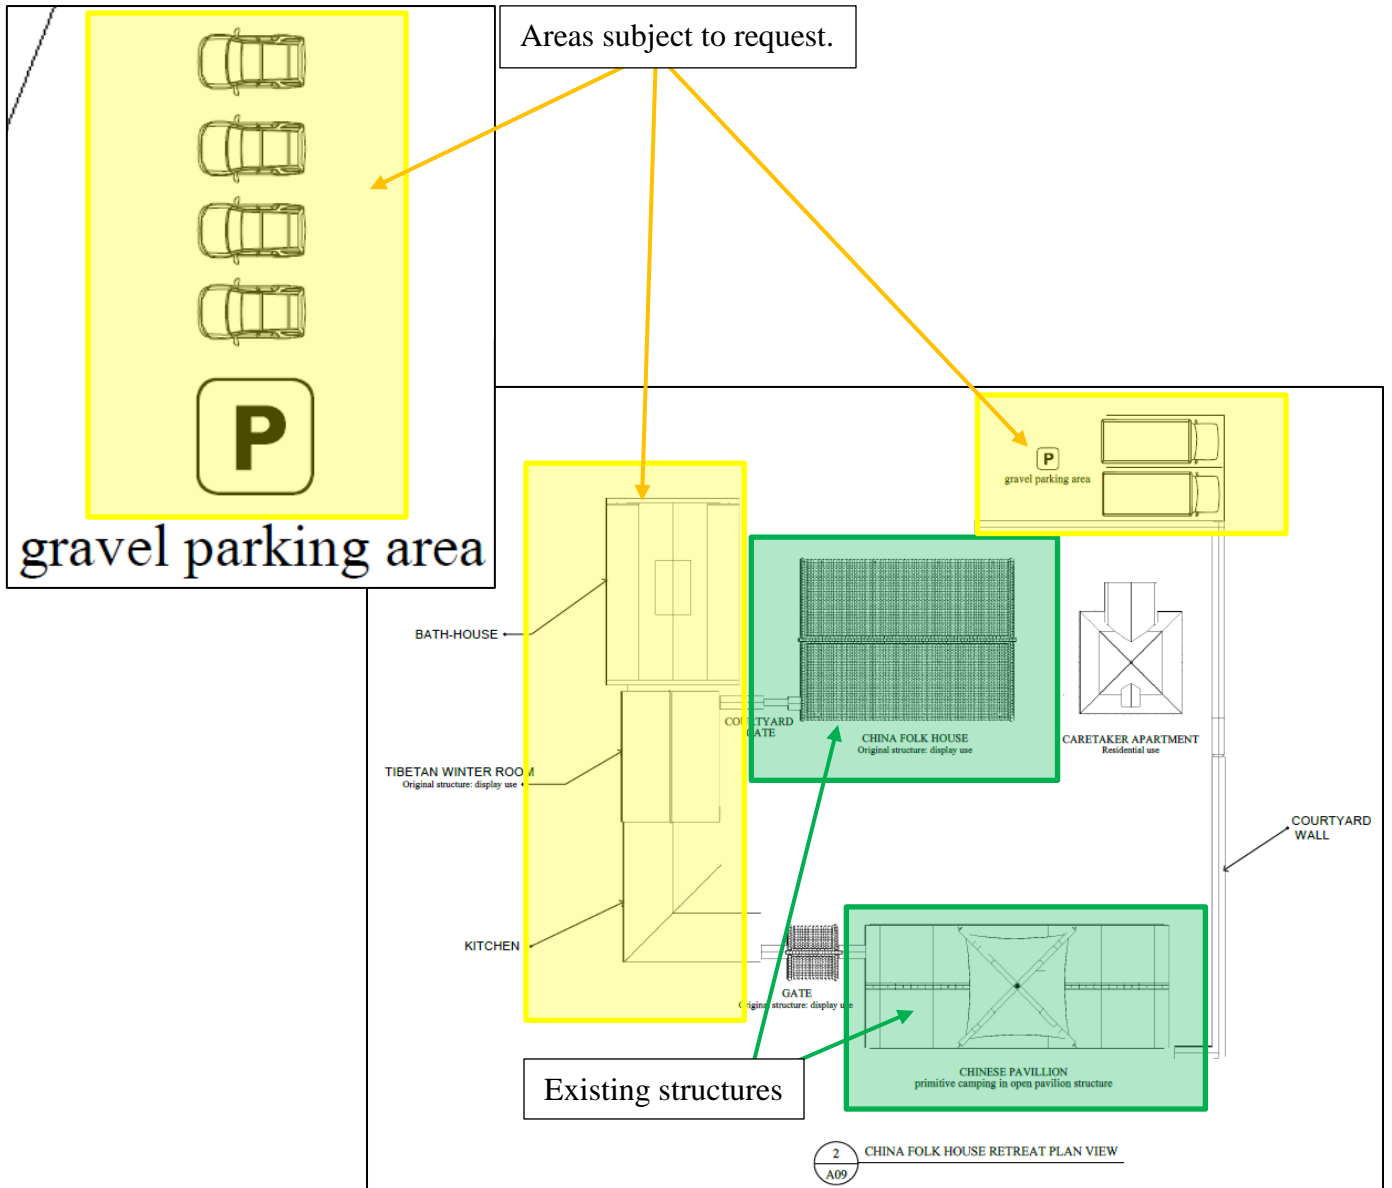 Areas subject to request.
P
gravel parking area
P
gravel parking area
BATH-HOUSE
COURTYARD
GATE
CHINA FOLK HOUSE
Original structure: display use
CARETAKER APARTMENT
Residential use
TIBETAN WINTER ROOM
Original structure: display use
COURTYARD
WALL
KITCHEN
GATE
Original structure: display use
CHINESE PAVILLION
primitive camping in open pavilion structure
Existing structures
2
A09
CHINA FOLK HOUSE RETREAT PLAN VIEW